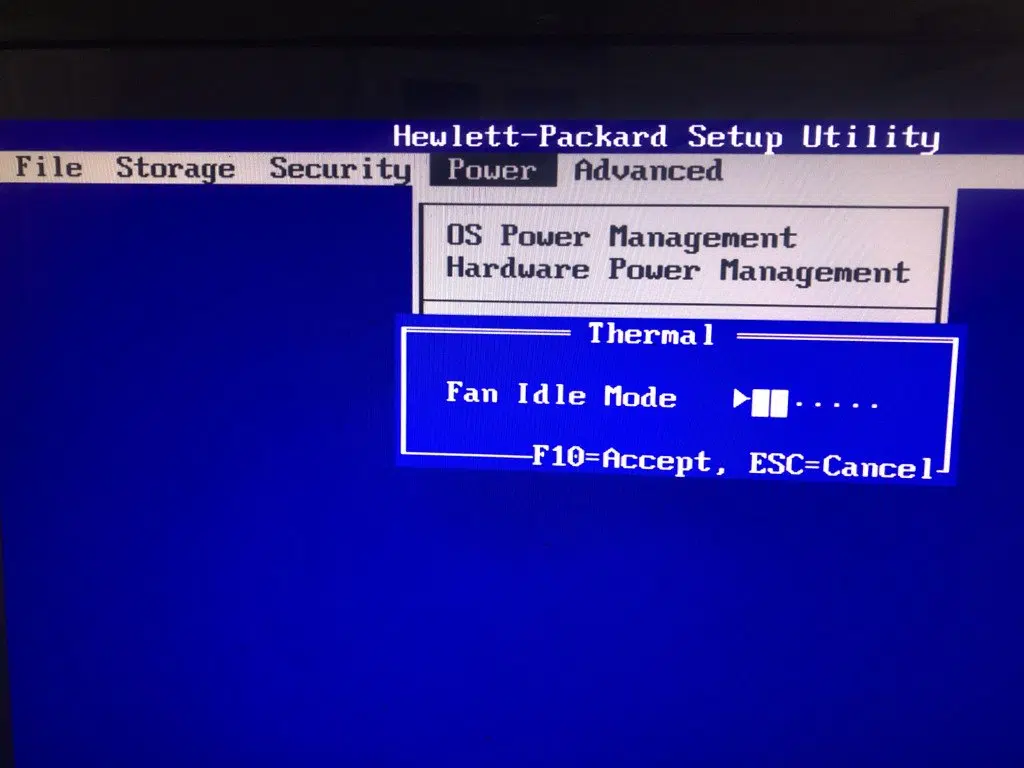 Hewlett-Packard Setup Utility
File Storage Security Power Advanced
OS Power Management
Hardware Power Management
Thermal
Fan Idle Mode
F10=Accept, ESC=Cancel